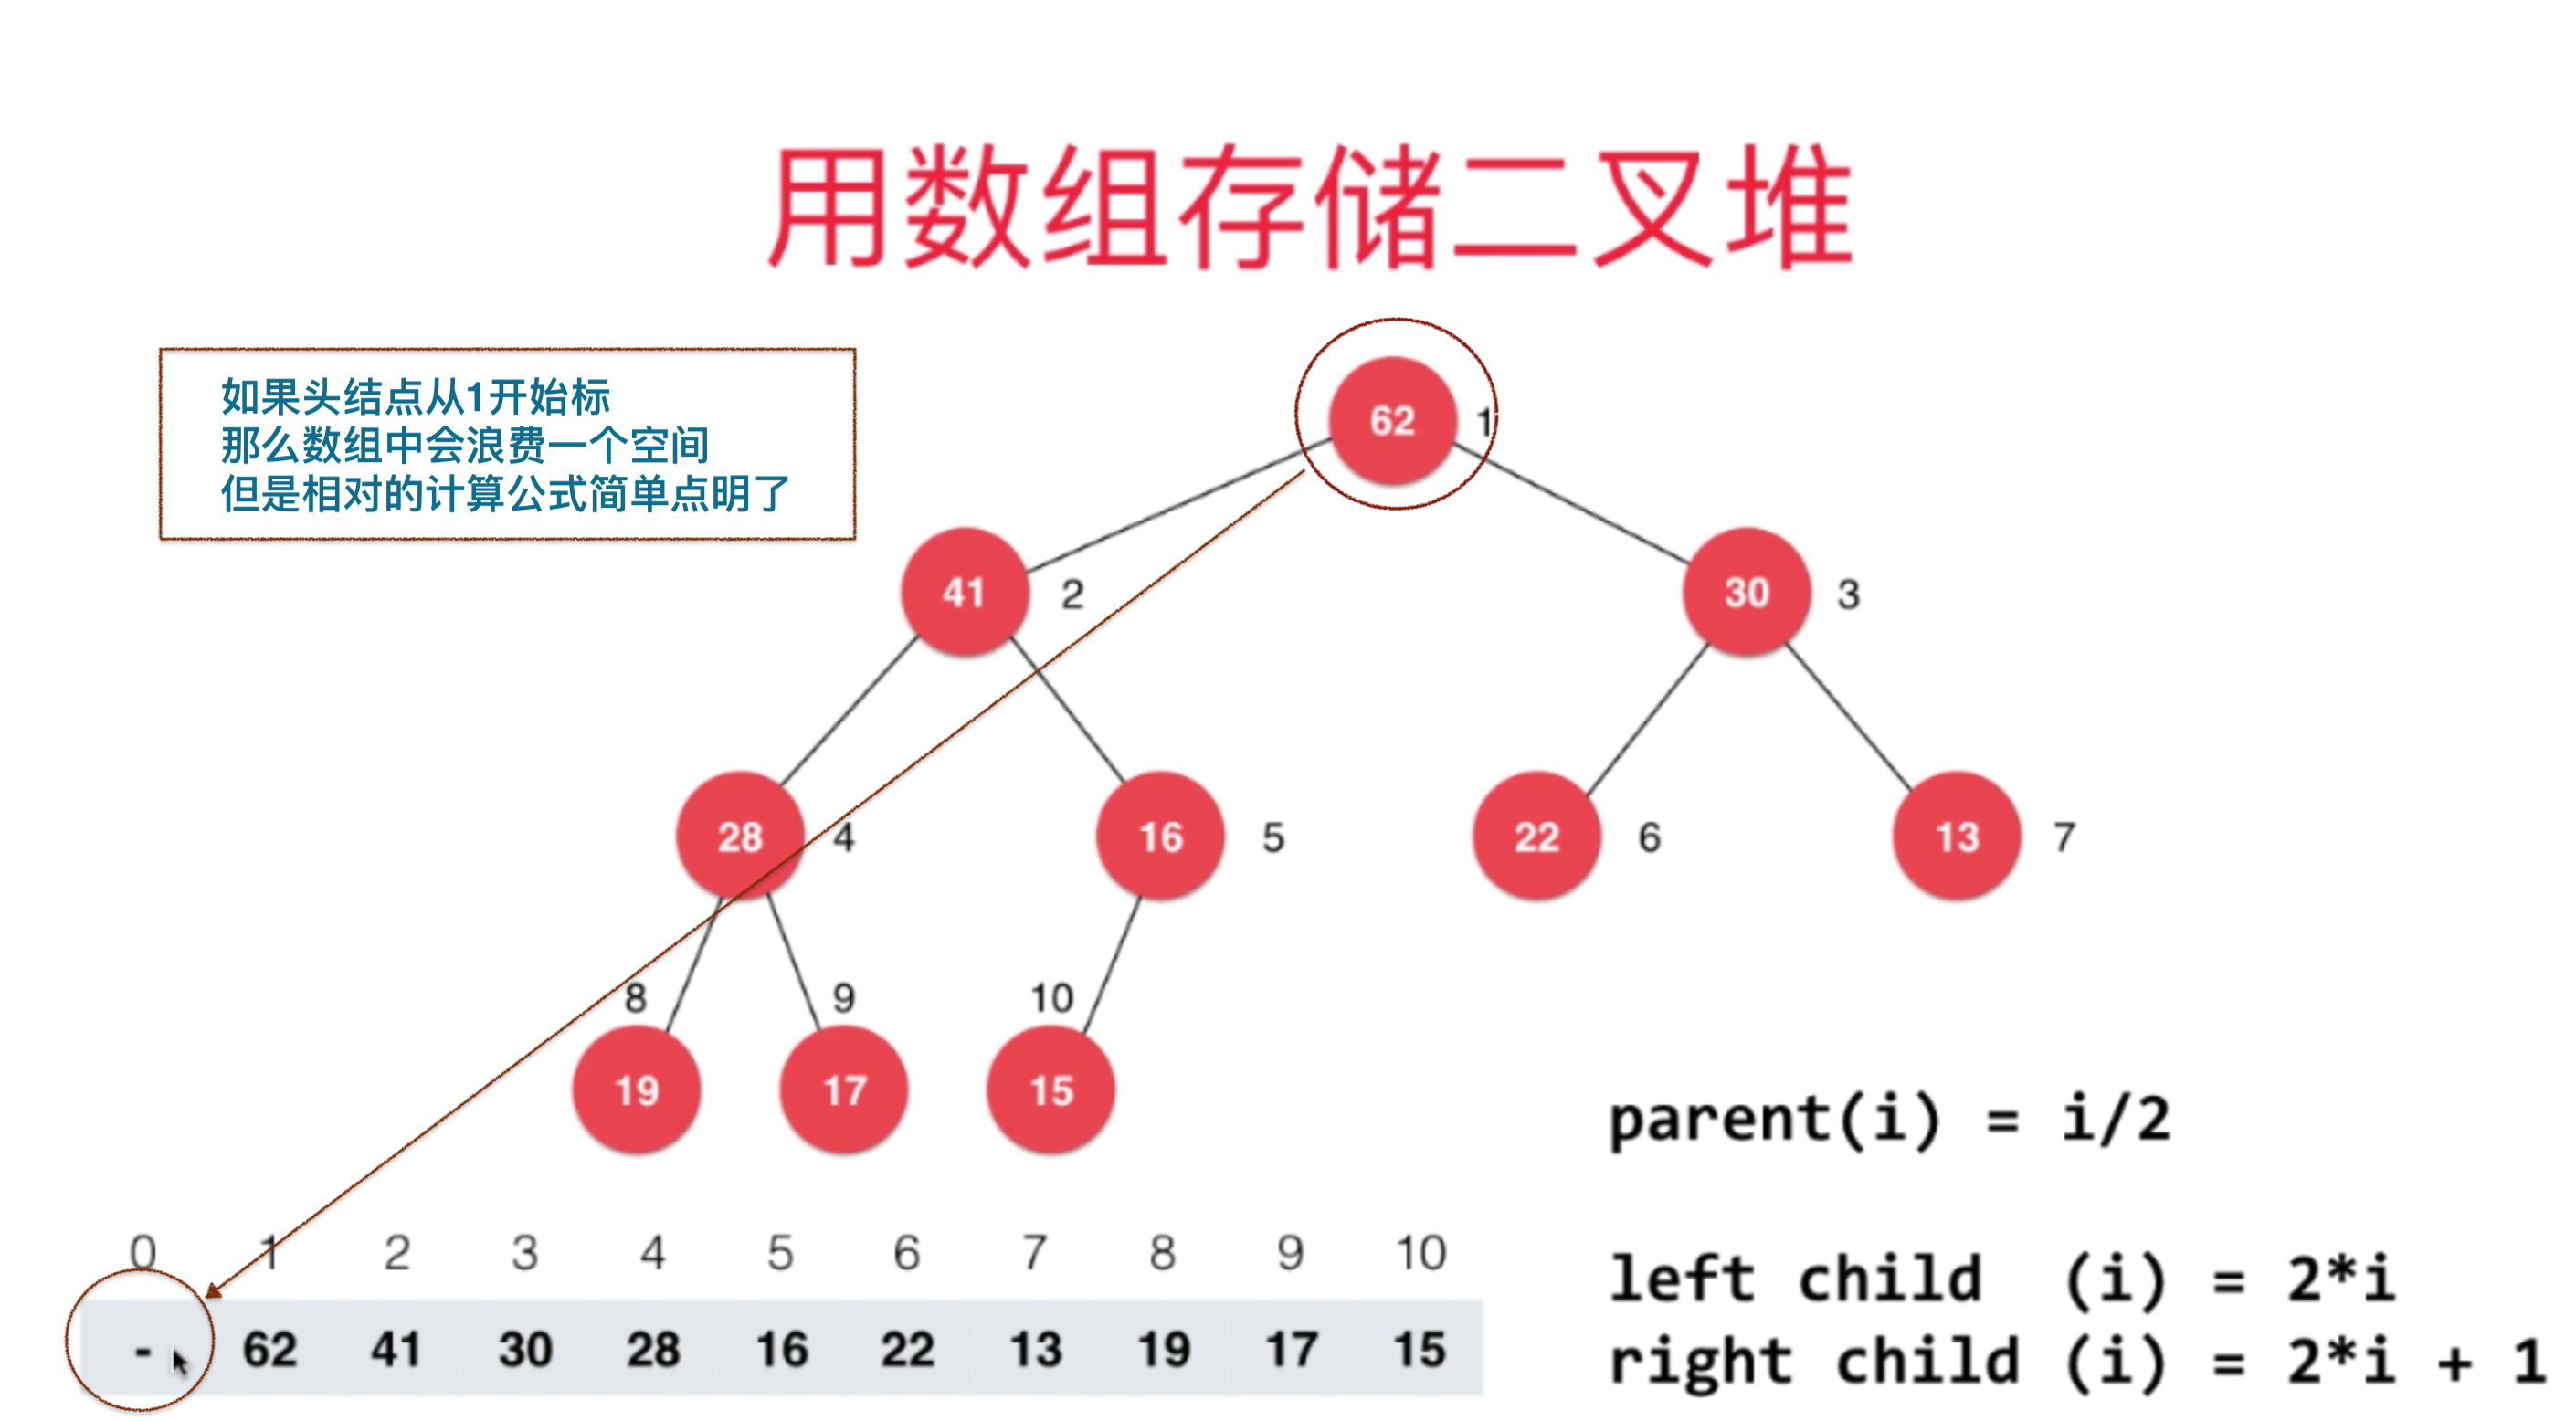 用数组存储二叉堆
如果头结点从1开始标
那么数组中会浪费一个空间
但是相对的计算公式简单点明了
62 1
41 2
30 3
28 4
16 5
22 6
13 7
8 9 10
19 17 15
parent(i) = i/2
left child (i) = 2*i
right child (i) = 2*i + 1
0 1 2 3 4 5 6 7 8 9 10
- 62 41 30 28 16 22 13 19 17 15